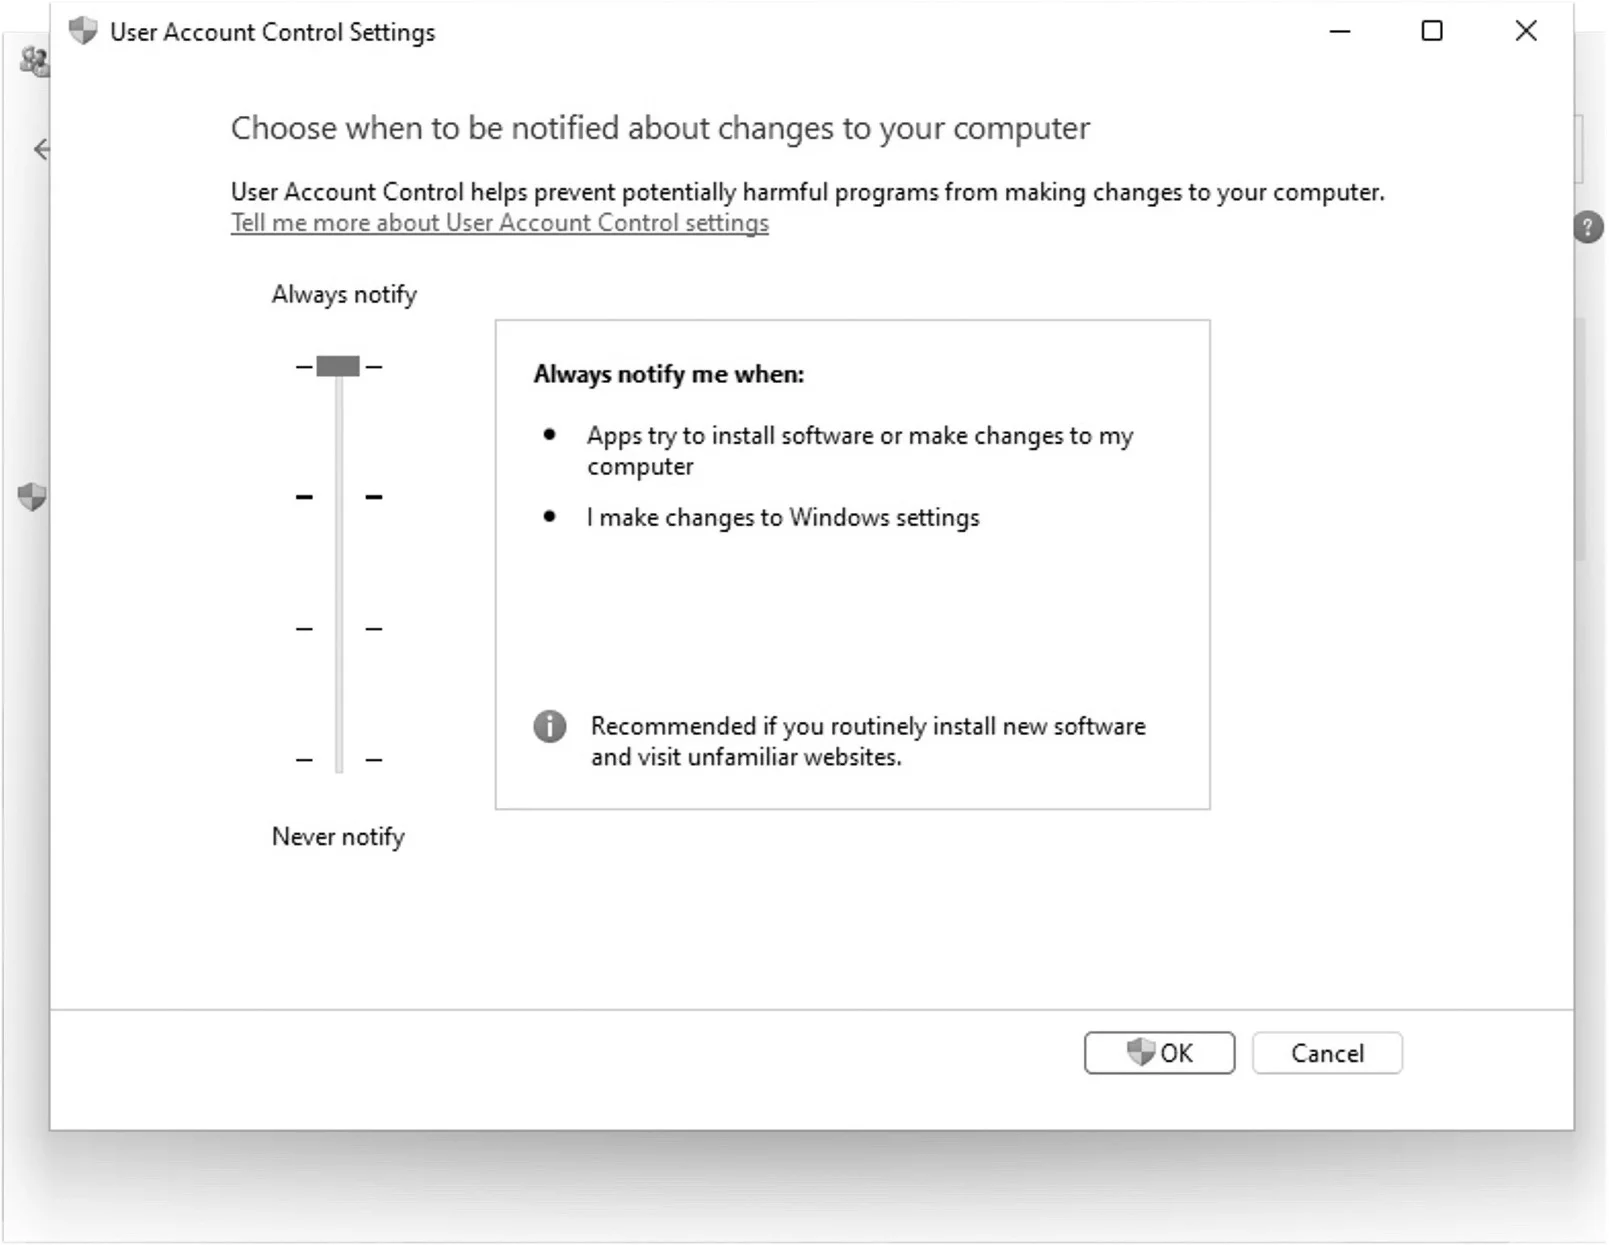 User Account Control Settings
Choose when to be notified about changes to your computer
User Account Control helps prevent potentially harmful programs from making changes to your computer.
Tell me more about User Account Control settings
Always notify
Always notify me when:
Apps try to install software or make changes to my
computer
I make changes to Windows settings
Recommended if you routinely install new software
and visit unfamiliar websites.
Never notify
OK
Cancel